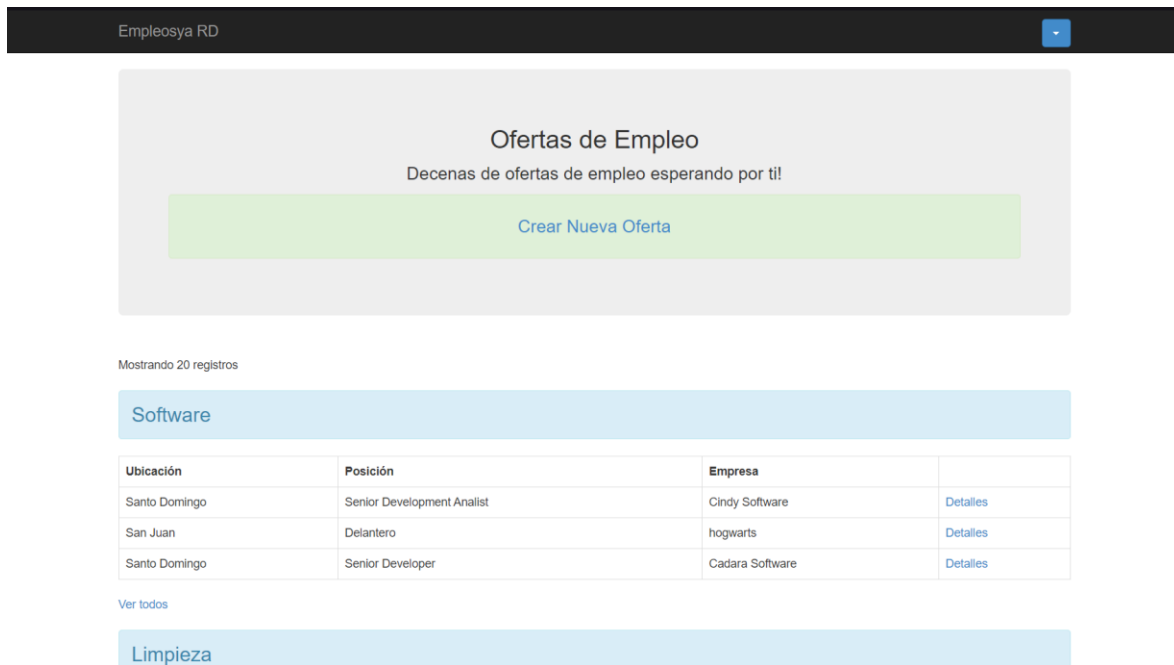 Empleosya RD
Ofertas de Empleo
Decenas de ofertas de empleo esperando por ti!
Crear Nueva Oferta
Mostrando 20 registros
Software
Ubicación Posición Empresa
Santo Domingo Senior Development Analist Cindy Software Detalles
San Juan Delantero hogwarts Detalles
Santo Domingo Senior Developer Cadara Software Detalles
Ver todos
Limpieza